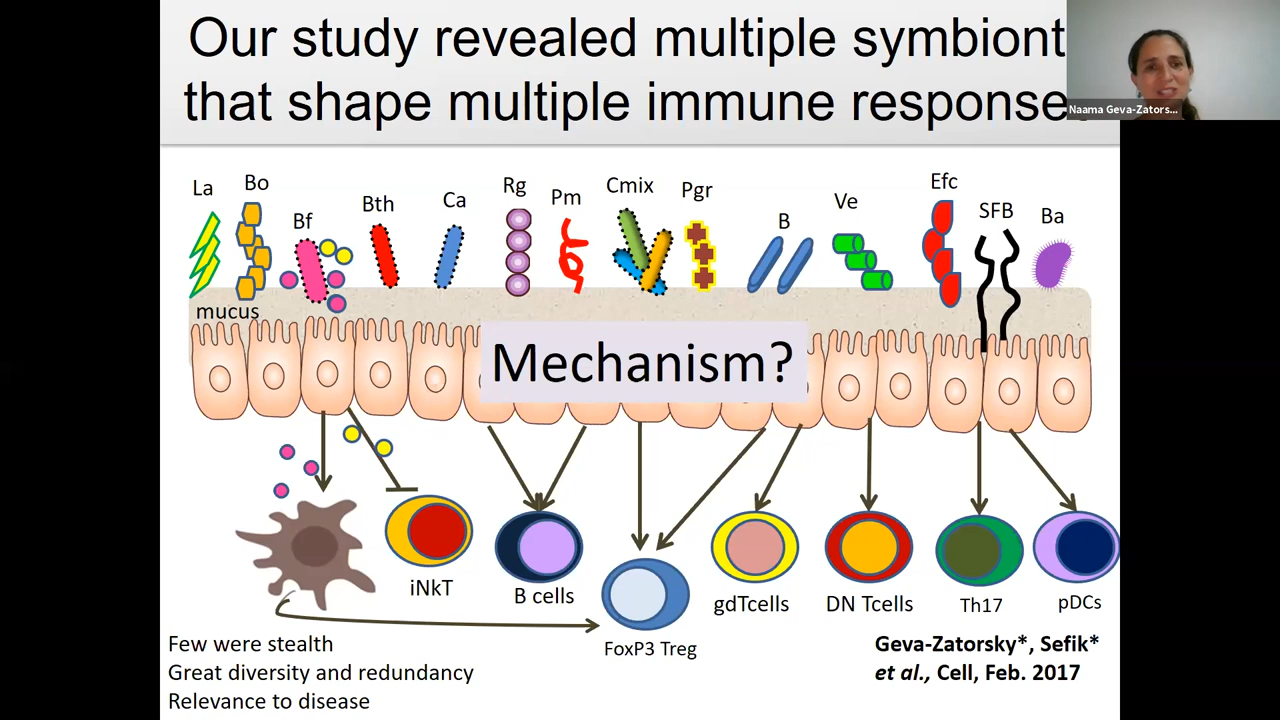 Our study revealed multiple symbiont
that shape multiple immune response
Naama Geva-Zators...
La
Bo
Bf
Bth
Ca
Rg
Pm
Cmix
Pgr
B
Ve
Efc
SFB
Ba
mucus
Mechanism?
iNkT
B cells
FoxP3 Treg
gdTcells
DN Tcells
Th17
pDCs
Few were stealth
Great diversity and redundancy
Relevance to disease
Geva-Zatorsky*, Sefik*
et al., Cell, Feb. 2017